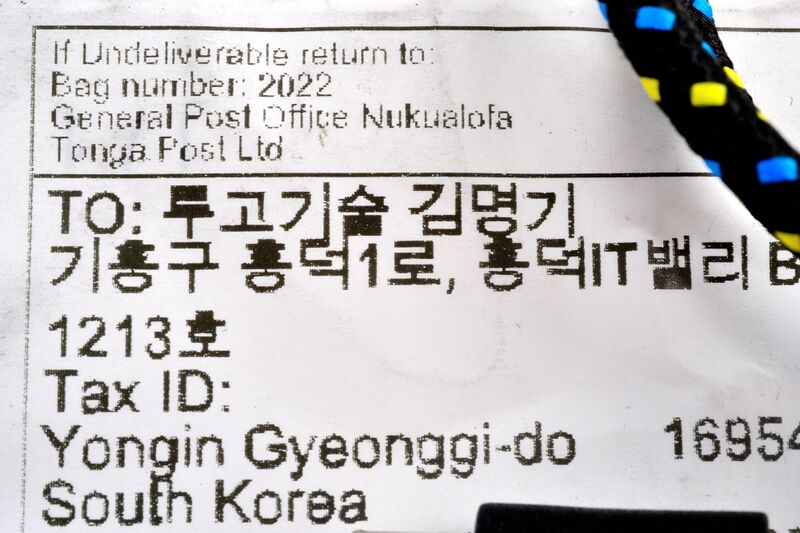 If Undeliverable return to:
Bag number: 2022
General Post Office Nukualofa
Tonga Post Ltd
TO: 투고기술 김명기
기흥구 흥덕1로, 흥덕IT밸리 B
1213호
Tax ID:
Yongin Gyeonggi-do 16954
South Korea